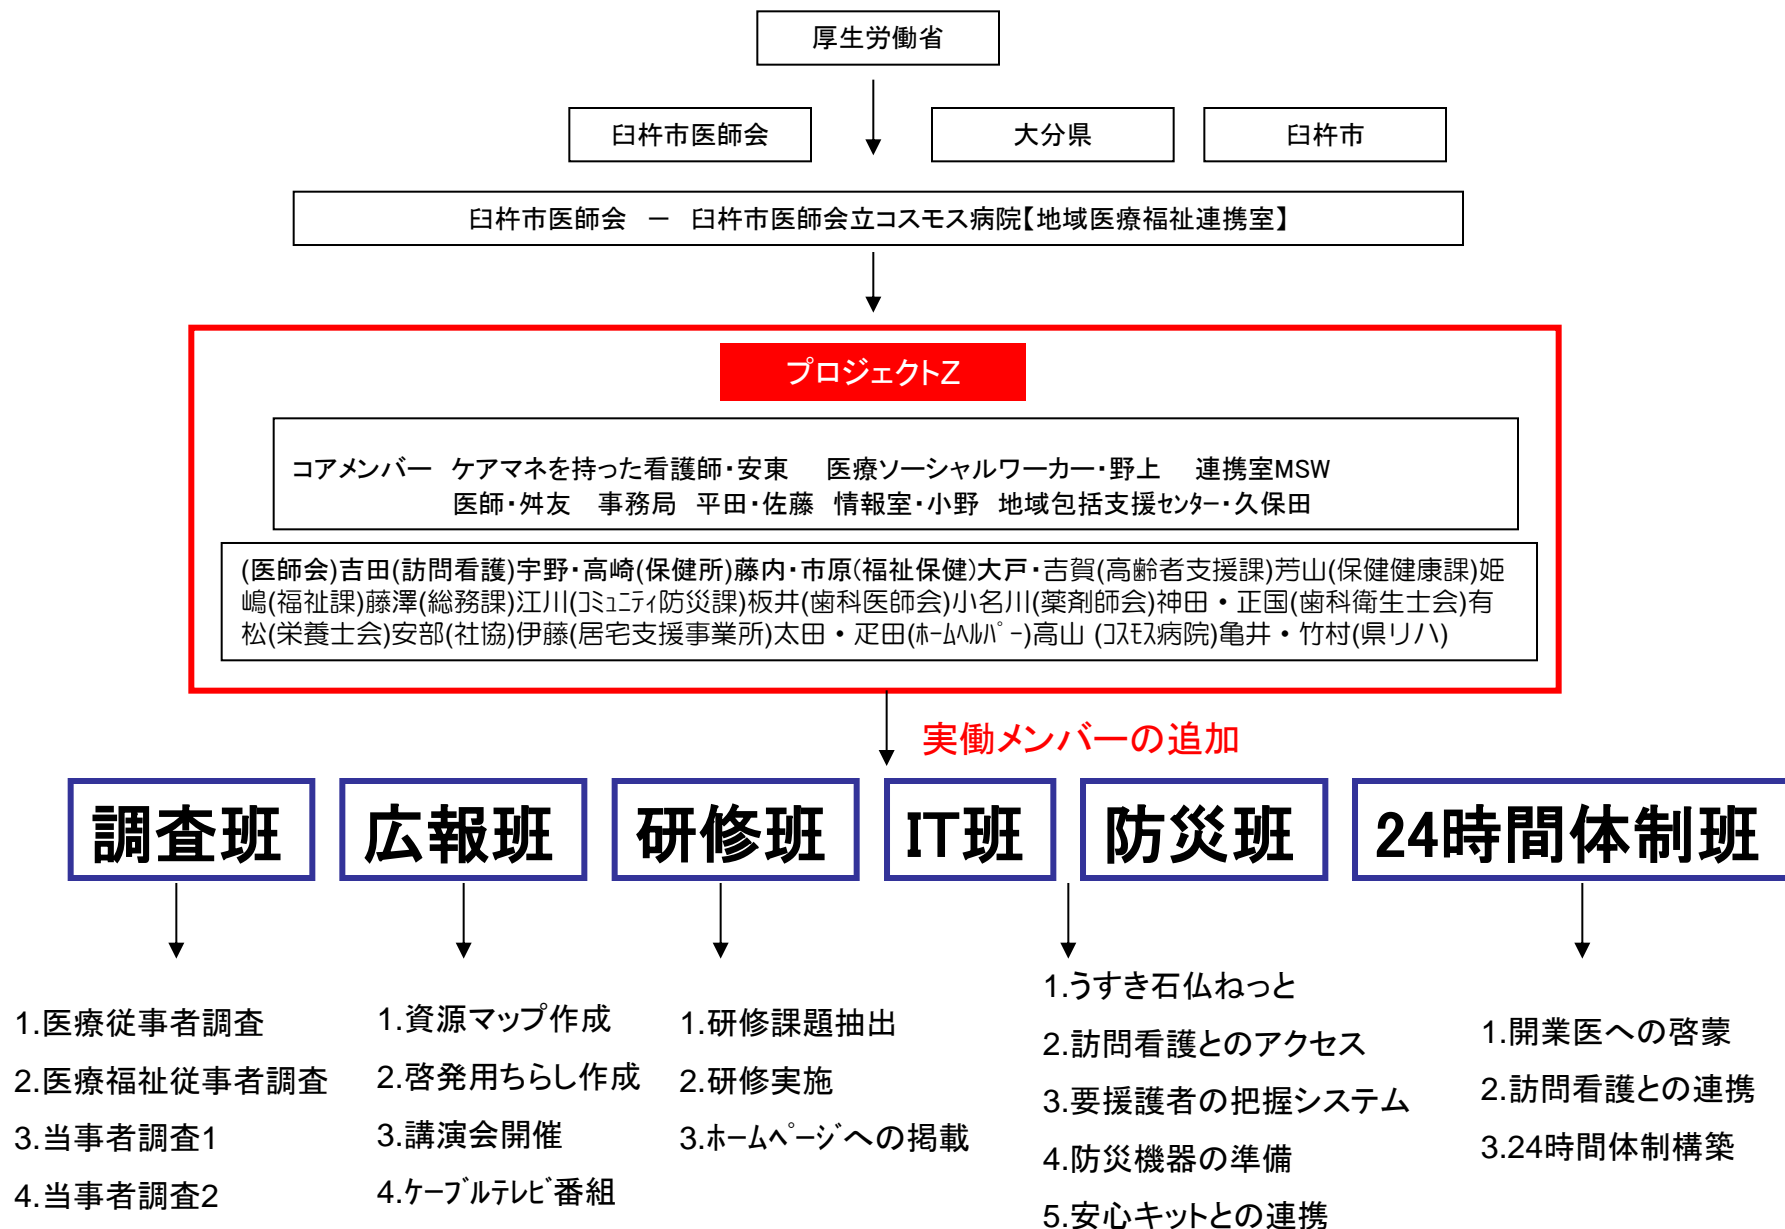 厚生労働省
臼杵市医師会
大分県
臼杵市
臼杵市医師会 － 臼杵市医師会立コスモス病院【地域医療福祉連携室】
プロジェクトZ
コアメンバー ケアマネを持った看護師・安東 医療ソーシャルワーカー・野上 連携室MSW
医師・舛友 事務局 平田・佐藤 情報室・小野 地域包括支援ｾﾝﾀｰ・久保田
(医師会)吉田(訪問看護)宇野・高崎(保健所)藤内・市原(福祉保健)大戸・吉賀(高齢者支援課)芳山(保健健康課)姫
嶋(福祉課)藤澤(総務課)江川(ｺﾐｭﾆﾃｨ防災課)板井(歯科医師会)小名川(薬剤師会)神田・正国(歯科衛生士会)有
松(栄養士会)安部(社協)伊藤(居宅支援事業所)太田・疋田(ﾎｰﾑﾍﾙﾊﾟｰ)高山 (ｺｽﾓｽ病院)亀井・竹村(県リハ)
実働メンバーの追加
調査班
広報班
研修班
IT班
防災班
24時間体制班
1.医療従事者調査
2.医療福祉従事者調査
3.当事者調査1
4.当事者調査2
1.資源マップ作成
2.啓発用ちらし作成
3.講演会開催
4.ｹｰﾌﾞﾙﾃﾚﾋﾞ番組
1.研修課題抽出
2.研修実施
3.ﾎｰﾑﾍﾟｰｼﾞへの掲載
1.うすき石仏ねっと
2.訪問看護とのアクセス
3.要援護者の把握システム
4.防災機器の準備
5.安心キットとの連携
1.開業医への啓蒙
2.訪問看護との連携
3.24時間体制構築